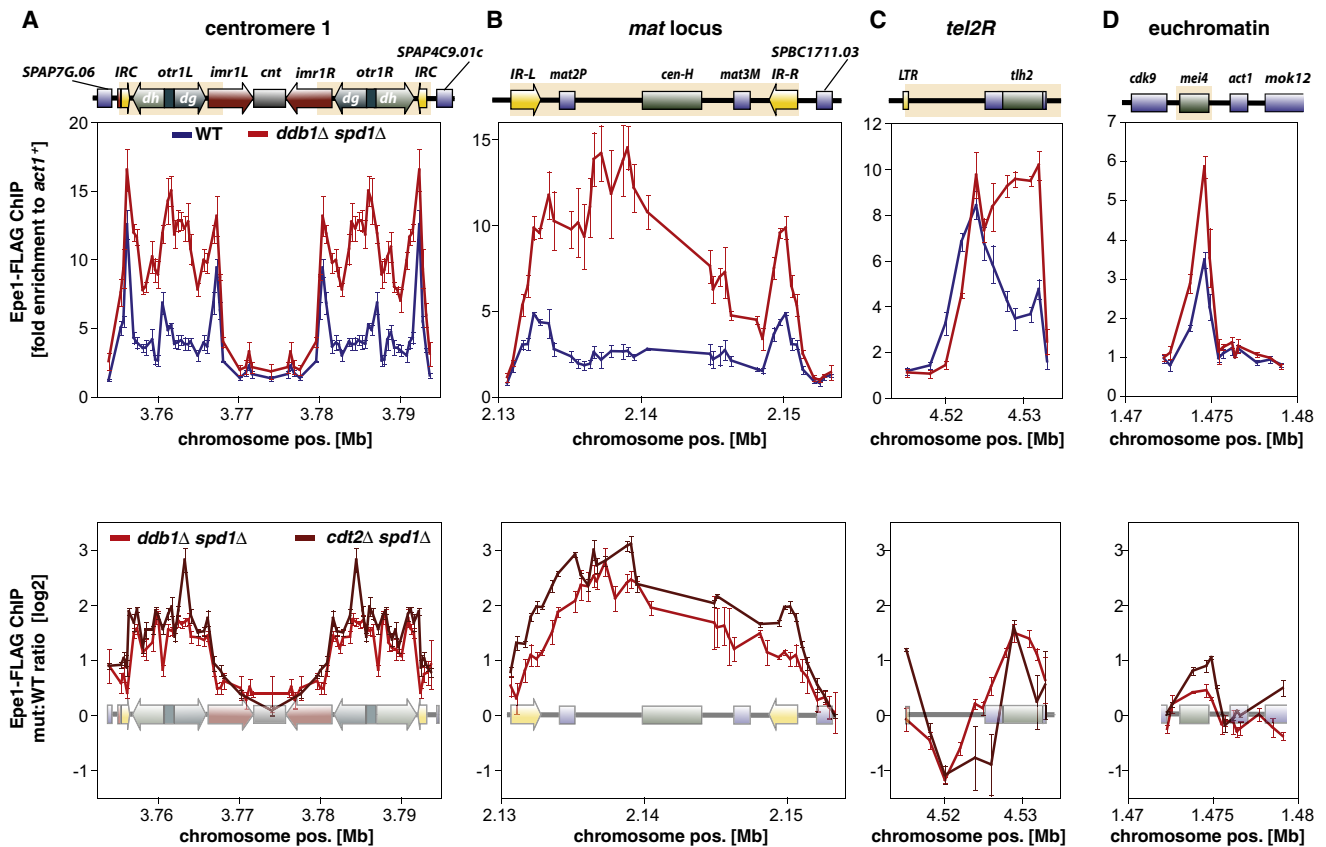 A
centromere 1
SPAP7G.06
IRC
otr1L
imr1L
cnt
imr1R
otr1R
IRC
SPAP4C9.01c
dh
dg
dg
dh
WT
ddb1Δ spd1Δ
Epe1-FLAG ChIP
[fold enrichment to act1⁺]
20
15
10
5
0
3.76
3.77
3.78
3.79
chromosome pos. [Mb]
B
mat locus
SPBC1711.03
IR-L
mat2P
cen-H
mat3M
IR-R
15
10
5
0
2.13
2.14
2.15
chromosome pos. [Mb]
C
tel2R
LTR
tlh2
12
10
8
6
4
2
0
4.52
4.53
chromosome pos. [Mb]
D
euchromatin
cdk9
mei4
act1
mok12
7
6
5
4
3
2
1
0
1.47
1.475
1.48
chromosome pos. [Mb]
ddb1Δ spd1Δ
cdt2Δ spd1Δ
Epe1-FLAG ChIP
mut:WT ratio [log2]
3
2
1
0
-1
3.76
3.77
3.78
3.79
chromosome pos. [Mb]
3
2
1
0
-1
2.13
2.14
2.15
chromosome pos. [Mb]
3
2
1
0
-1
4.52
4.53
chromosome pos. [Mb]
3
2
1
0
-1
1.47
1.475
1.48
chromosome pos. [Mb]